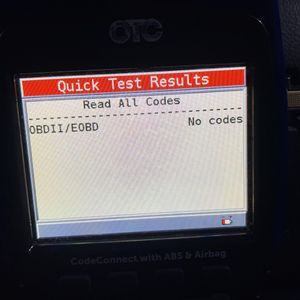 OTC
Quick Test Results
Read All Codes
OBDII/EOBD No codes
CodeConnect with ABS & Airbag